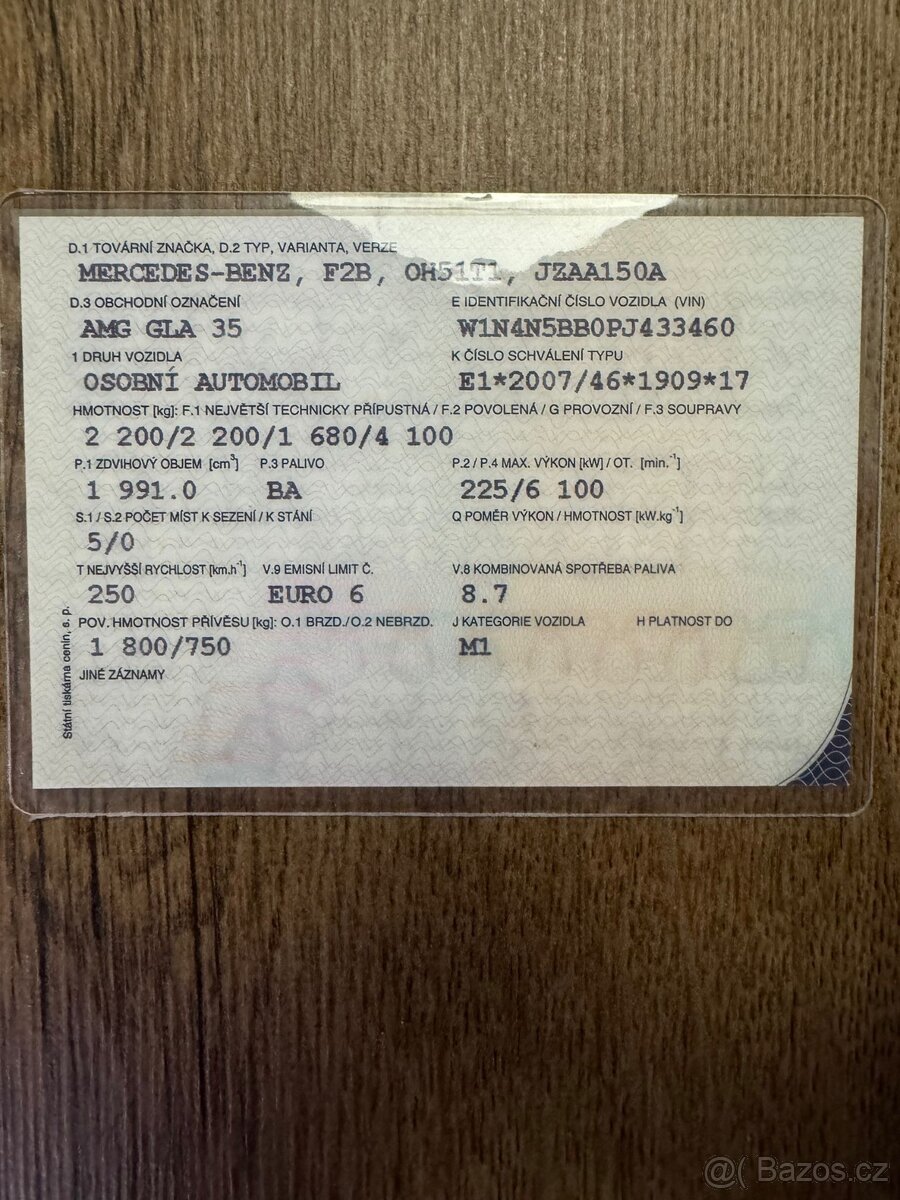 D.1 TOVÁRNÍ ZNAČKA, D.2 TYP, VARIANTA, VERZE
MERCEDES-BENZ, F2B, OH51T1, JZAA150A
D.3 OBCHODNÍ OZNAČENÍ E IDENTIFIKAČNÍ ČÍSLO VOZIDLA (VIN)
AMG GLA 35 W1N4N5BB0PJ433460
1 DRUH VOZIDLA K ČÍSLO SCHVÁLENÍ TYPU
OSOBNÍ AUTOMOBIL E1*2007/46*1909*17
HMOTNOST [kg]: F.1 NEJVĚTŠÍ TECHNICKY PŘÍPUSTNÁ / F.2 POVOLENÁ / G PROVOZNÍ / F.3 SOUPRAVY
2 200/2 200/1 680/4 100
P.1 ZDVIHOVÝ OBJEM [cm³] P.3 PALIVO P.2 / P.4 MAX. VÝKON [kW] / OT. [min.⁻¹]
1 991.0 BA 225/6 100
S.1 / S.2 POČET MÍST K SEZENÍ / K STÁNÍ Q POMĚR VÝKON / HMOTNOST [kW.kg⁻¹]
5/0
T NEJVYŠŠÍ RYCHLOST [km.h⁻¹] V.9 EMISNÍ LIMIT Č. V.8 KOMBINOVANÁ SPOTŘEBA PALIVA
250 EURO 6 8.7
POV. HMOTNOST PŘÍVĚSU [kg]: O.1 BRZD./O.2 NEBRZD. J KATEGORIE VOZIDLA H PLATNOST DO
1 800/750 M1
JINÉ ZÁZNAMY
Státní tiskárna cenin, s. p.
@( Bazos.cz